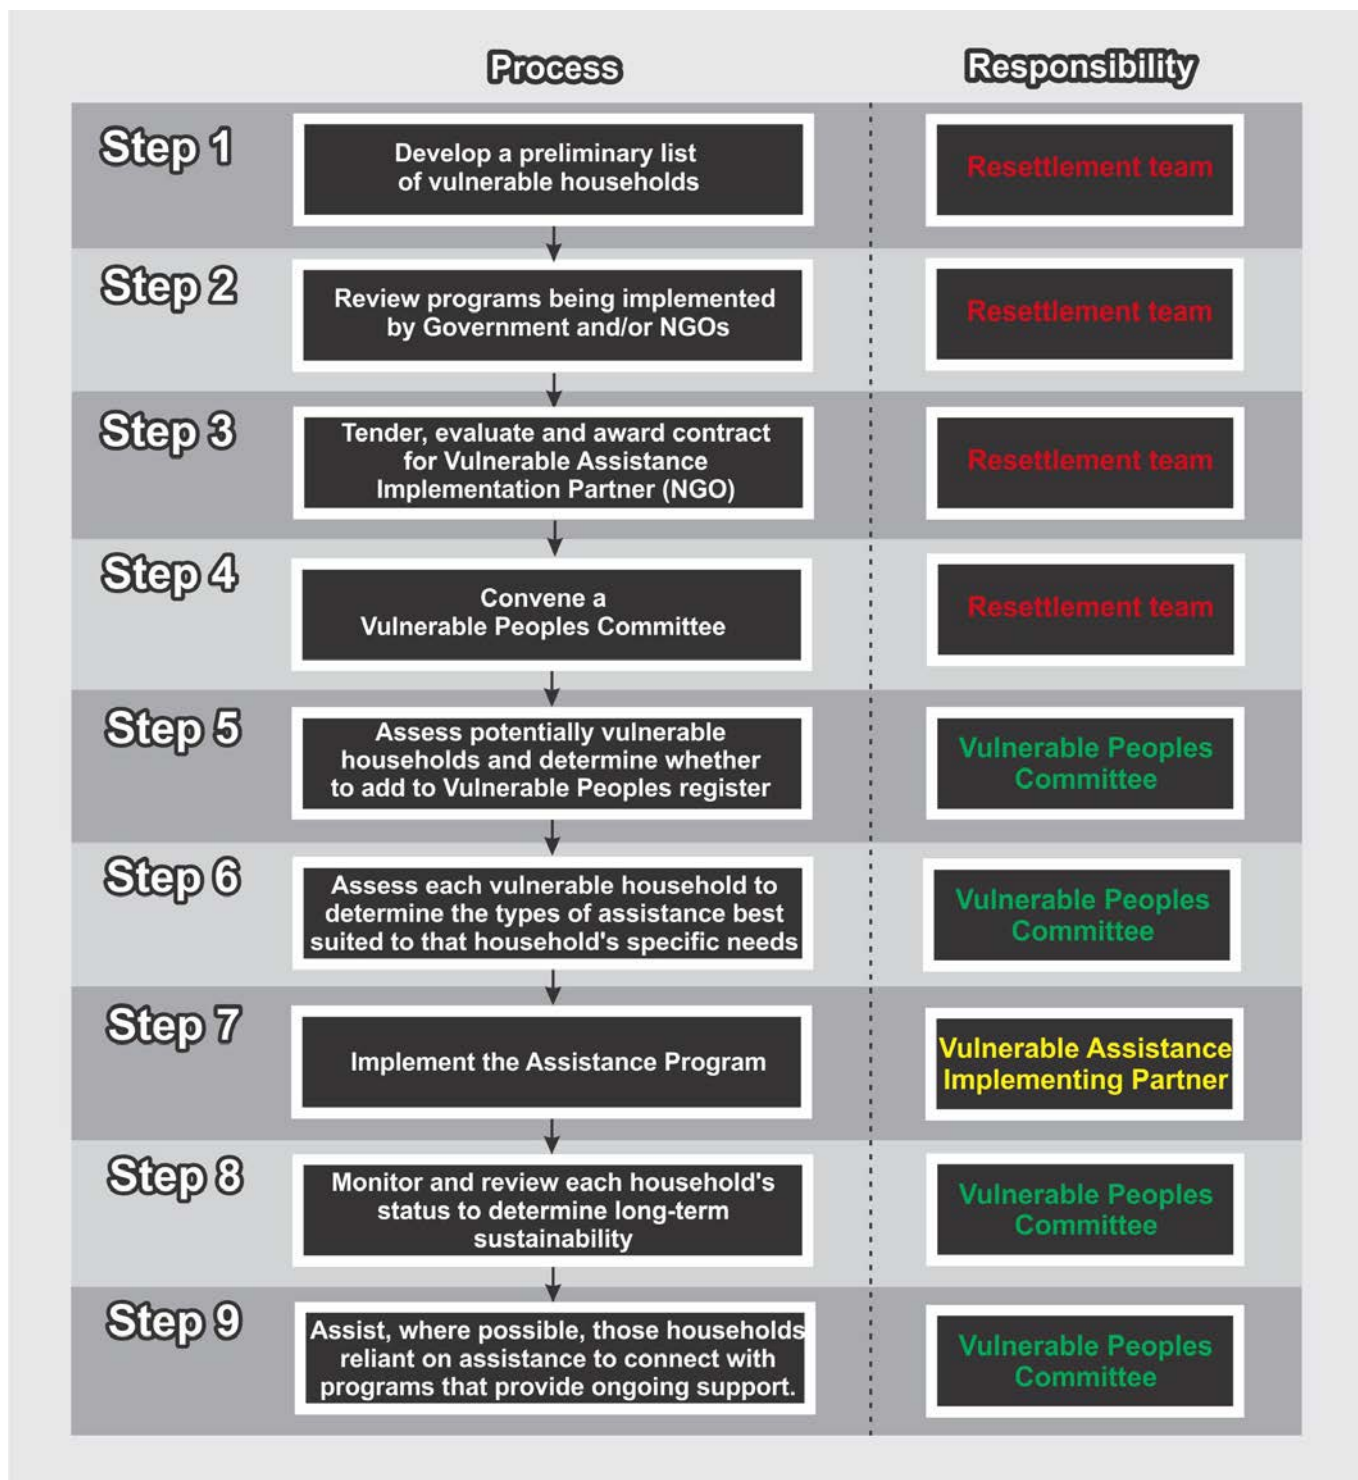 Process
Responsibility
Step 1
Develop a preliminary list
of vulnerable households
Resettlement team
Step 2
Review programs being implemented
by Government and/or NGOs
Resettlement team
Step 3
Tender, evaluate and award contract
for Vulnerable Assistance
Implementation Partner (NGO)
Resettlement team
Step 4
Convene a
Vulnerable Peoples Committee
Resettlement team
Step 5
Assess potentially vulnerable
households and determine whether
to add to Vulnerable Peoples register
Vulnerable Peoples
Committee
Step 6
Assess each vulnerable household to
determine the types of assistance best
suited to that household's specific needs
Vulnerable Peoples
Committee
Step 7
Implement the Assistance Program
Vulnerable Assistance
Implementing Partner
Step 8
Monitor and review each household's
status to determine long-term
sustainability
Vulnerable Peoples
Committee
Step 9
Assist, where possible, those households
reliant on assistance to connect with
programs that provide ongoing support.
Vulnerable Peoples
Committee